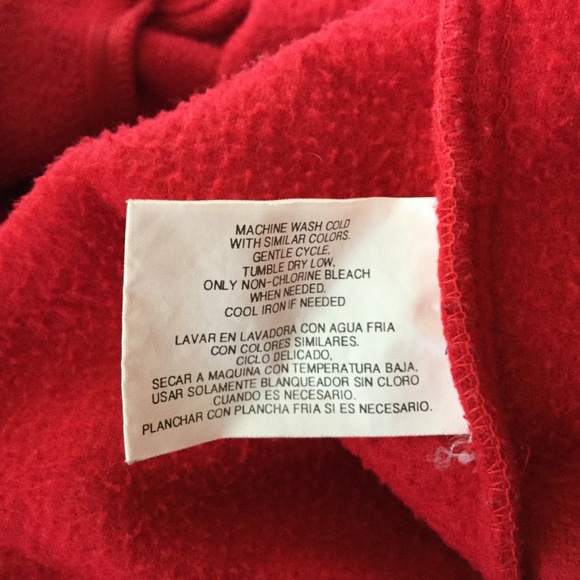 MACHINE WASH COLD
WITH SIMILAR COLORS.
GENTLE CYCLE.
TUMBLE DRY LOW,
ONLY NON-CHLORINE BLEACH
WHEN NEEDED.
COOL IRON IF NEEDED
LAVAR EN LAVADORA CON AGUA FRIA
CON COLORES SIMILARES.
CICLO DELICADO,
SECAR A MAQUINA CON TEMPERATURA BAJA,
USAR SOLAMENTE BLANQUEADOR SIN CLORO
CUANDO ES NECESARIO.
PLANCHAR CON PLANCHA FRIA SI ES NECESARIO.